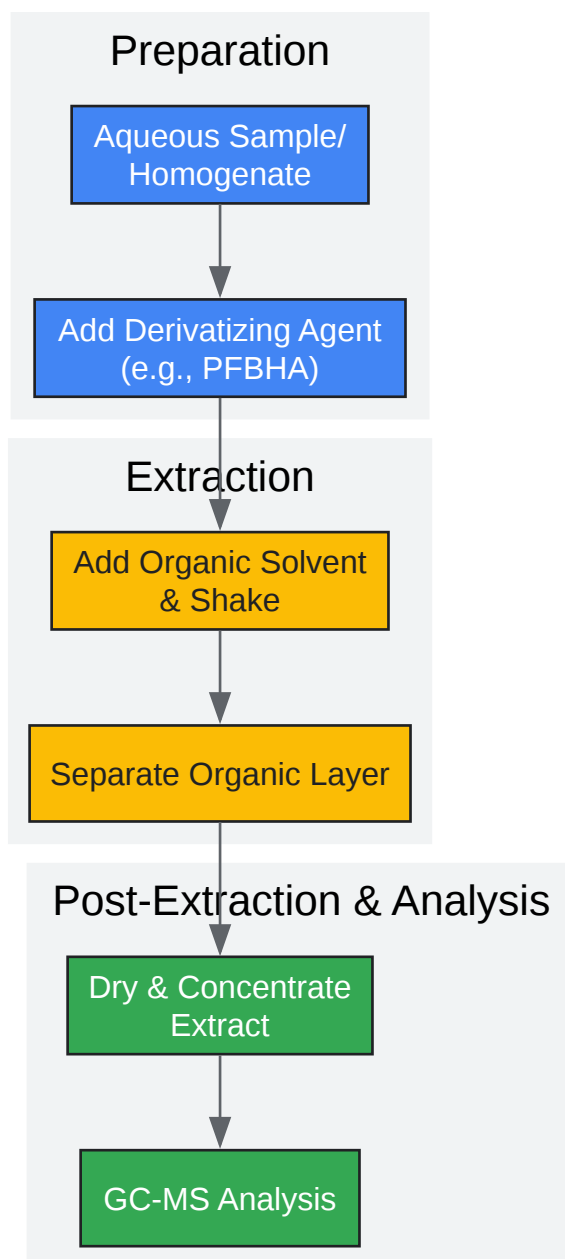 Preparation
Aqueous Sample/
Homogenate
Add Derivatizing Agent
(e.g., PFBHA)
Extraction
Add Organic Solvent
& Shake
Separate Organic Layer
Post-Extraction & Analysis
Dry & Concentrate
Extract
GC-MS Analysis